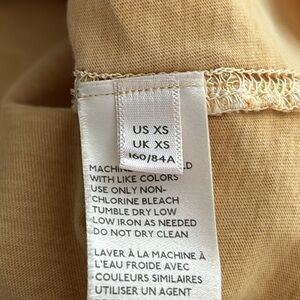 US XS
UK XS
160/84A
MACHIN D
WITH LIKE COLORS
USE ONLY NON-
CHLORINE BLEACH
TUMBLE DRY LOW
LOW IRON AS NEEDED
DO NOT DRY CLEAN
LAVER À LA MACHINE À
L'EAU FROIDE AVEC
COULEURS SIMILAIRES
UTILISER UN AGENT